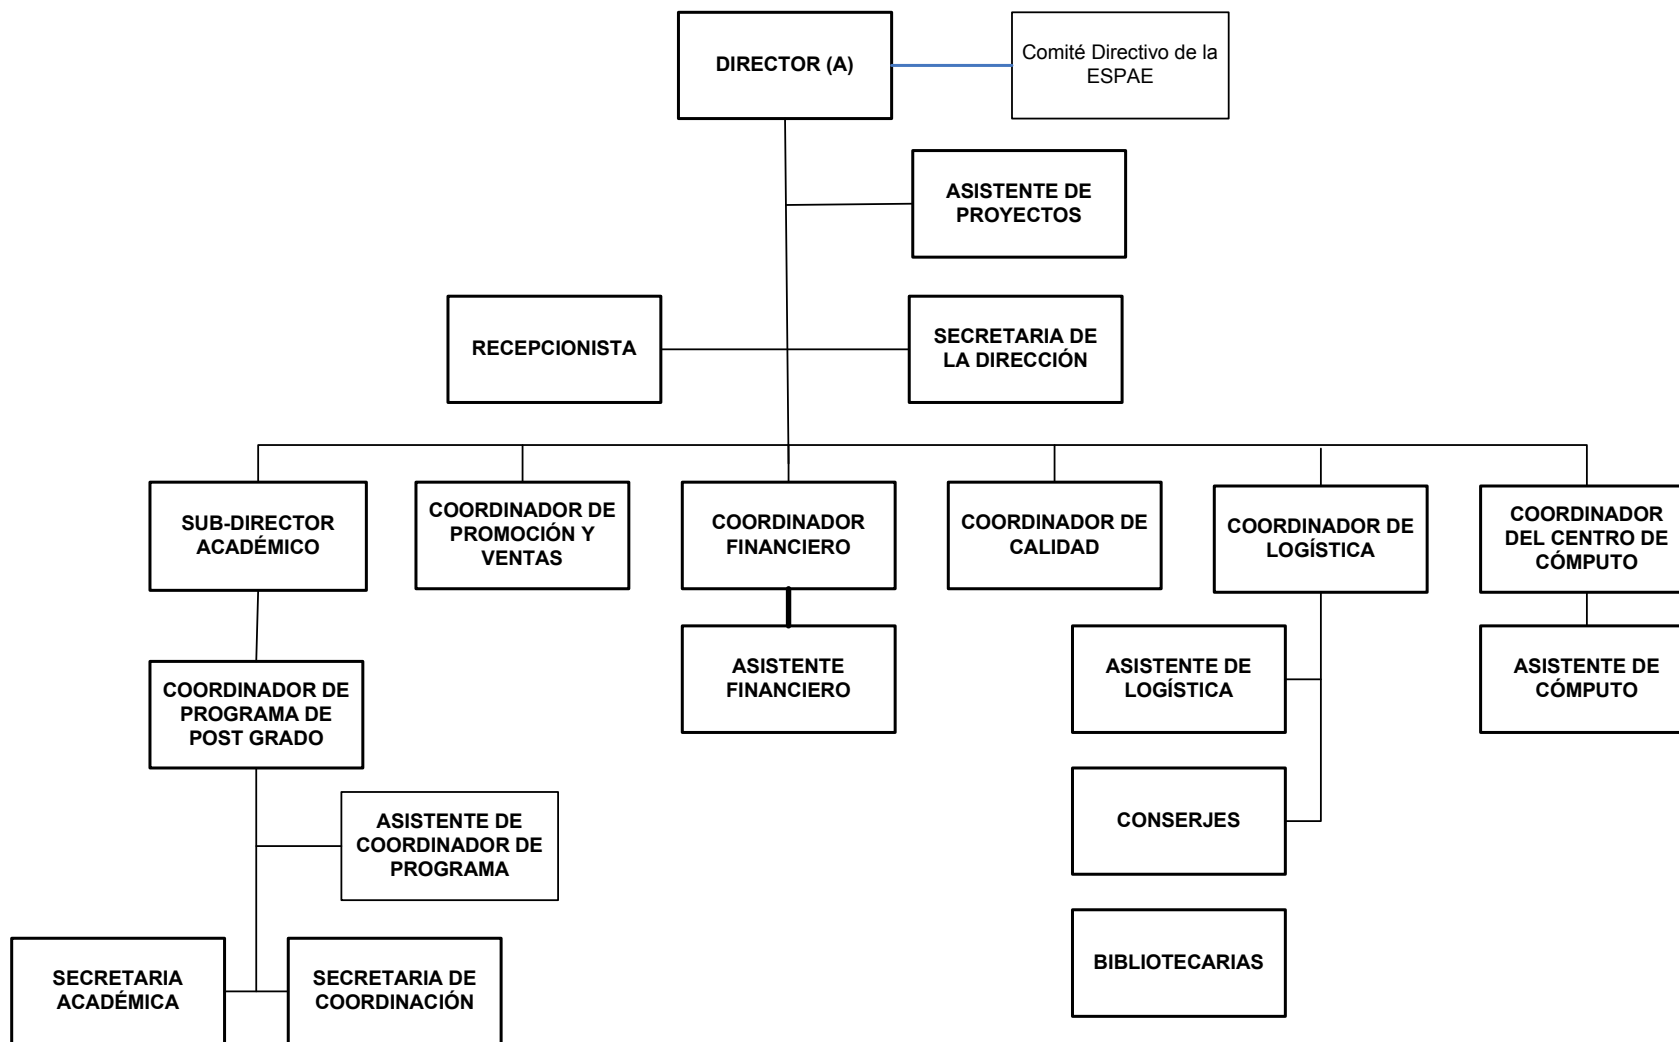 DIRECTOR (A)
Comité Directivo de la
ESPAE
ASISTENTE DE
PROYECTOS
RECEPCIONISTA
SECRETARIA DE
LA DIRECCIÓN
SUB-DIRECTOR
ACADÉMICO
COORDINADOR DE
PROMOCIÓN Y
VENTAS
COORDINADOR
FINANCIERO
COORDINADOR DE
CALIDAD
COORDINADOR DE
LOGÍSTICA
COORDINADOR
DEL CENTRO DE
CÓMPUTO
COORDINADOR DE
PROGRAMA DE
POST GRADO
ASISTENTE
FINANCIERO
ASISTENTE DE
LOGÍSTICA
ASISTENTE DE
CÓMPUTO
ASISTENTE DE
COORDINADOR DE
PROGRAMA
CONSERJES
SECRETARIA
ACADÉMICA
SECRETARIA DE
COORDINACIÓN
BIBLIOTECARIAS